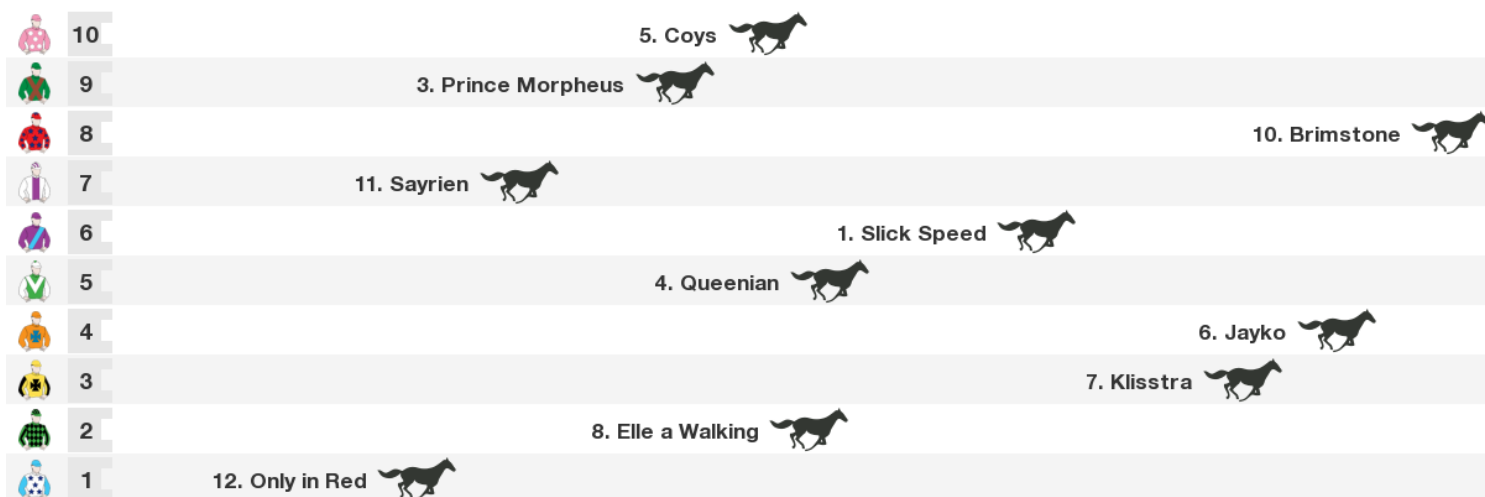 10 5. Coys
9 3. Prince Morpheus
8 10. Brimstone
7 11. Sayrien
6 1. Slick Speed
5 4. Queenian
4 6. Jayko
3 7. Klisstra
2 8. Elle a Walking
1 12. Only in Red